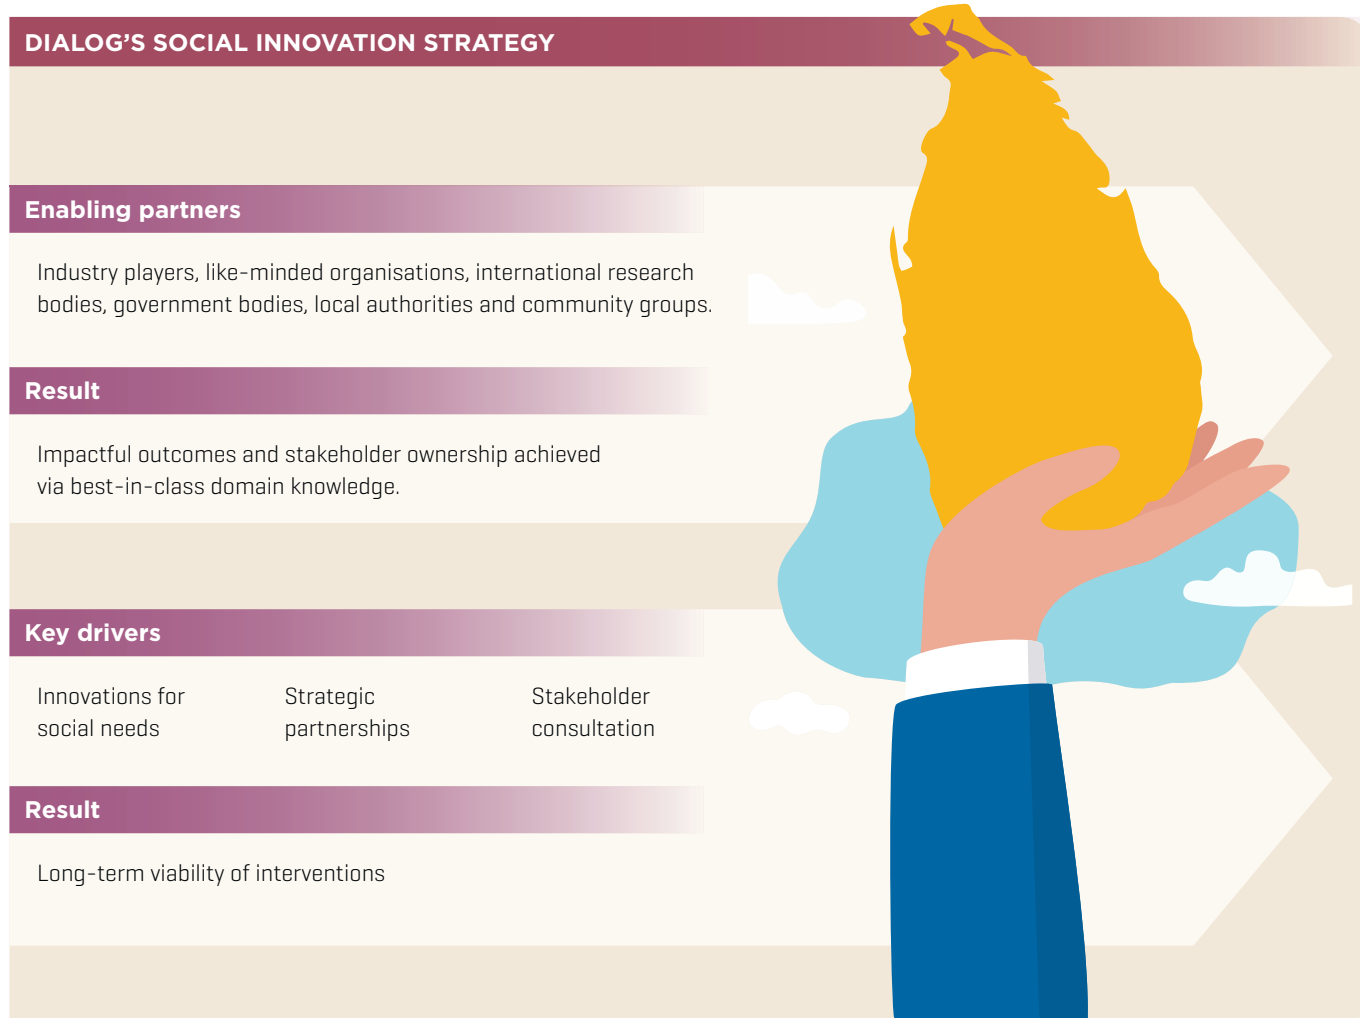 DIALOG'S SOCIAL INNOVATION STRATEGY
Enabling partners
Industry players, like-minded organisations, international research
bodies, government bodies, local authorities and community groups.
Result
Impactful outcomes and stakeholder ownership achieved
via best-in-class domain knowledge.
Key drivers
Innovations for
social needs
Strategic
partnerships
Stakeholder
consultation
Result
Long-term viability of interventions